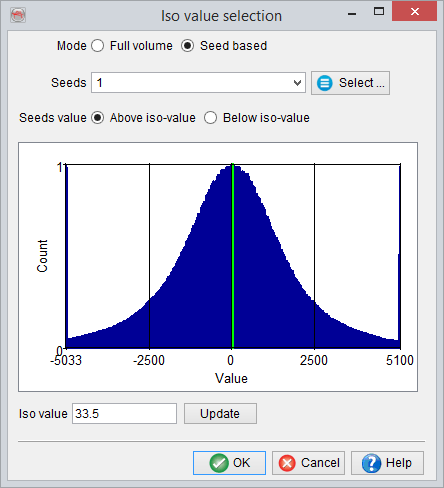 Iso value selection
Mode Full volume Seed based
Seeds 1 Select ...
Seeds value Above iso-value Below iso-value
1
Count
0
-5033 -2500 0 2500 5100
Value
Iso value 33.5 Update
OK Cancel ? Help